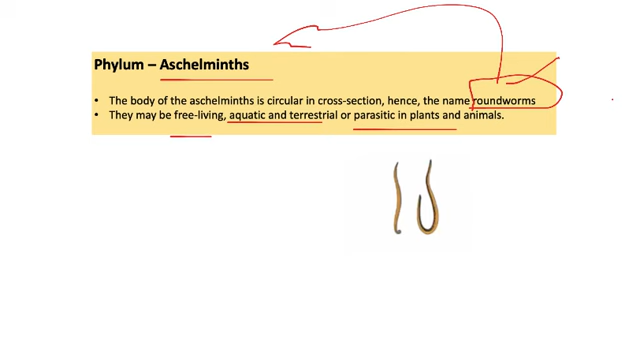 Phylum – Aschelminths
• The body of the aschelminths is circular in cross-section, hence, the name roundworms
• They may be free-living, aquatic and terrestrial or parasitic in plants and animals.